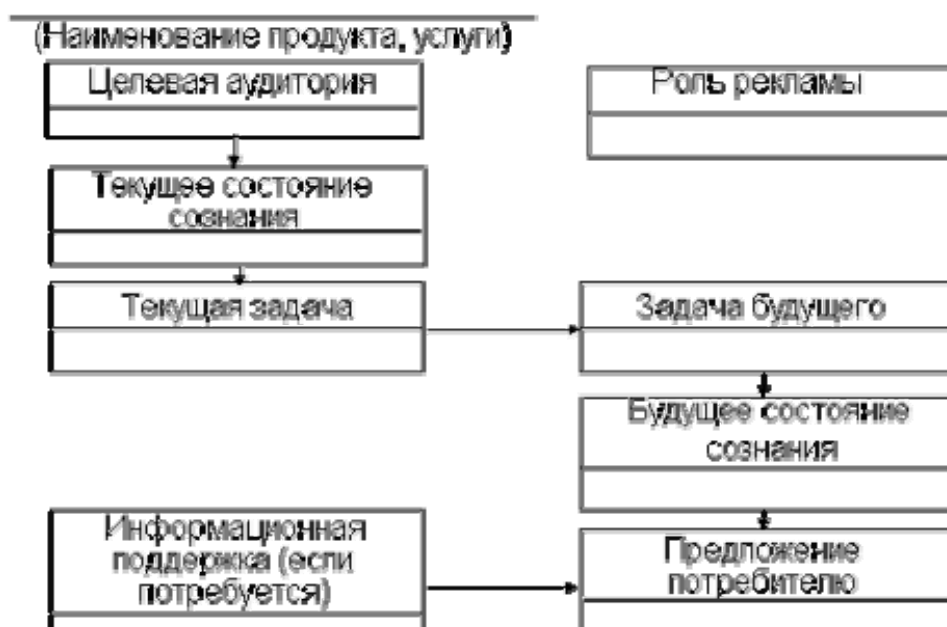 (Наименование продукта, услуги)
Целевая аудитория
Роль рекламы
Текущее состояние
сознания
Текущая задача
Задача будущего
Будущее состояние
сознания
Информационная
поддержка (если
потребуется)
Предложение
потребителю